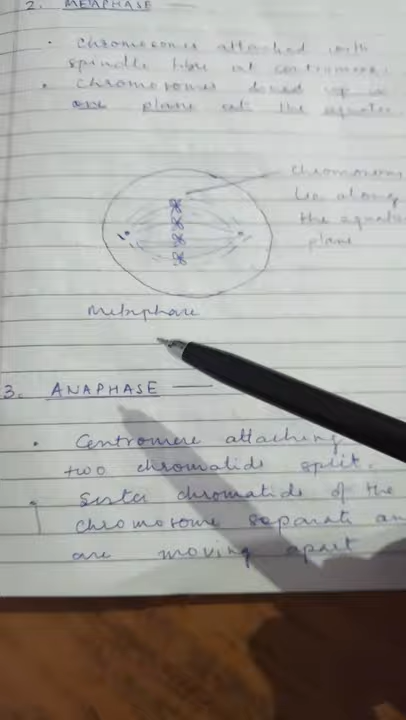 2. METAPHASE
• Chromosomes attached with
spindle fibre at centromere.
• Chromosomes lined up in
one plane at the equator.
Chromosomes
lie along
the equator
plane
Metaphase
3. ANAPHASE
• Centromere attaching
two chromatids split.
• Sister chromatids of the
chromosome separate an
are moving apart